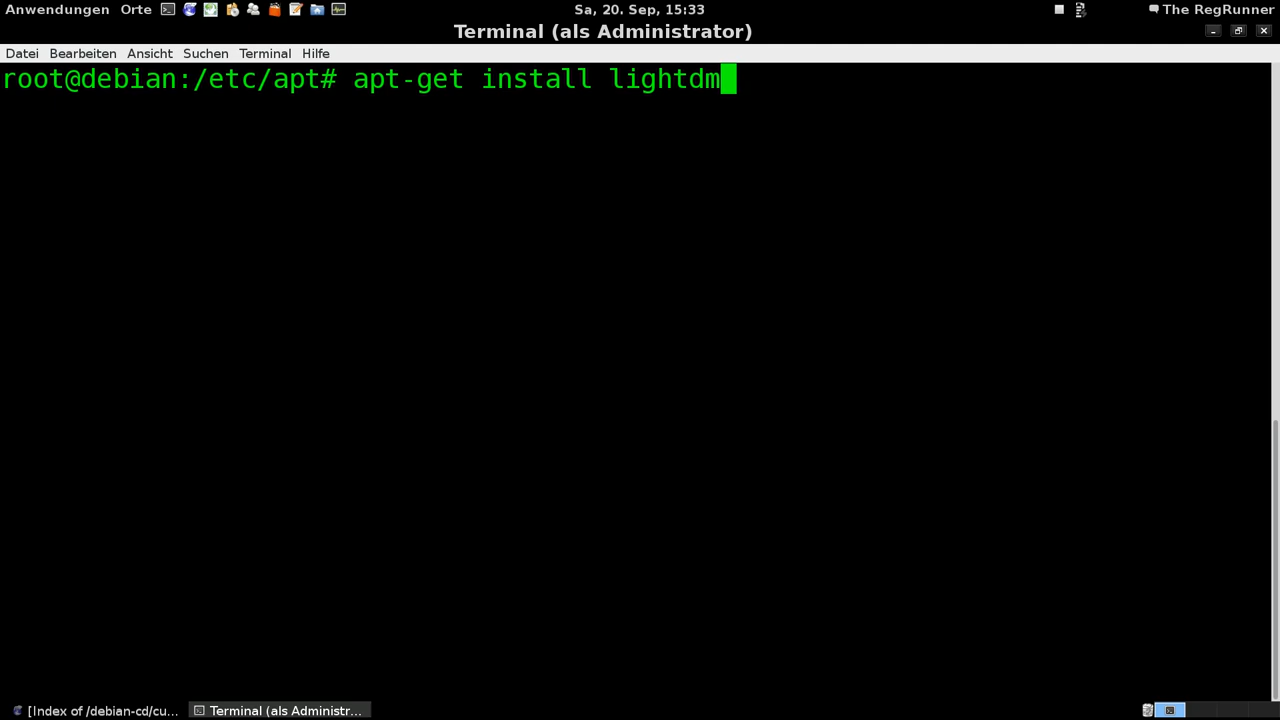 Anwendungen Orte Sa, 20. Sep, 15:33 The RegRunner
Terminal (als Administrator)
Datei Bearbeiten Ansicht Suchen Terminal Hilfe
root@debian:/etc/apt# apt-get install lightdm
[Index of /debian-cd/cu... Terminal (als Administr...